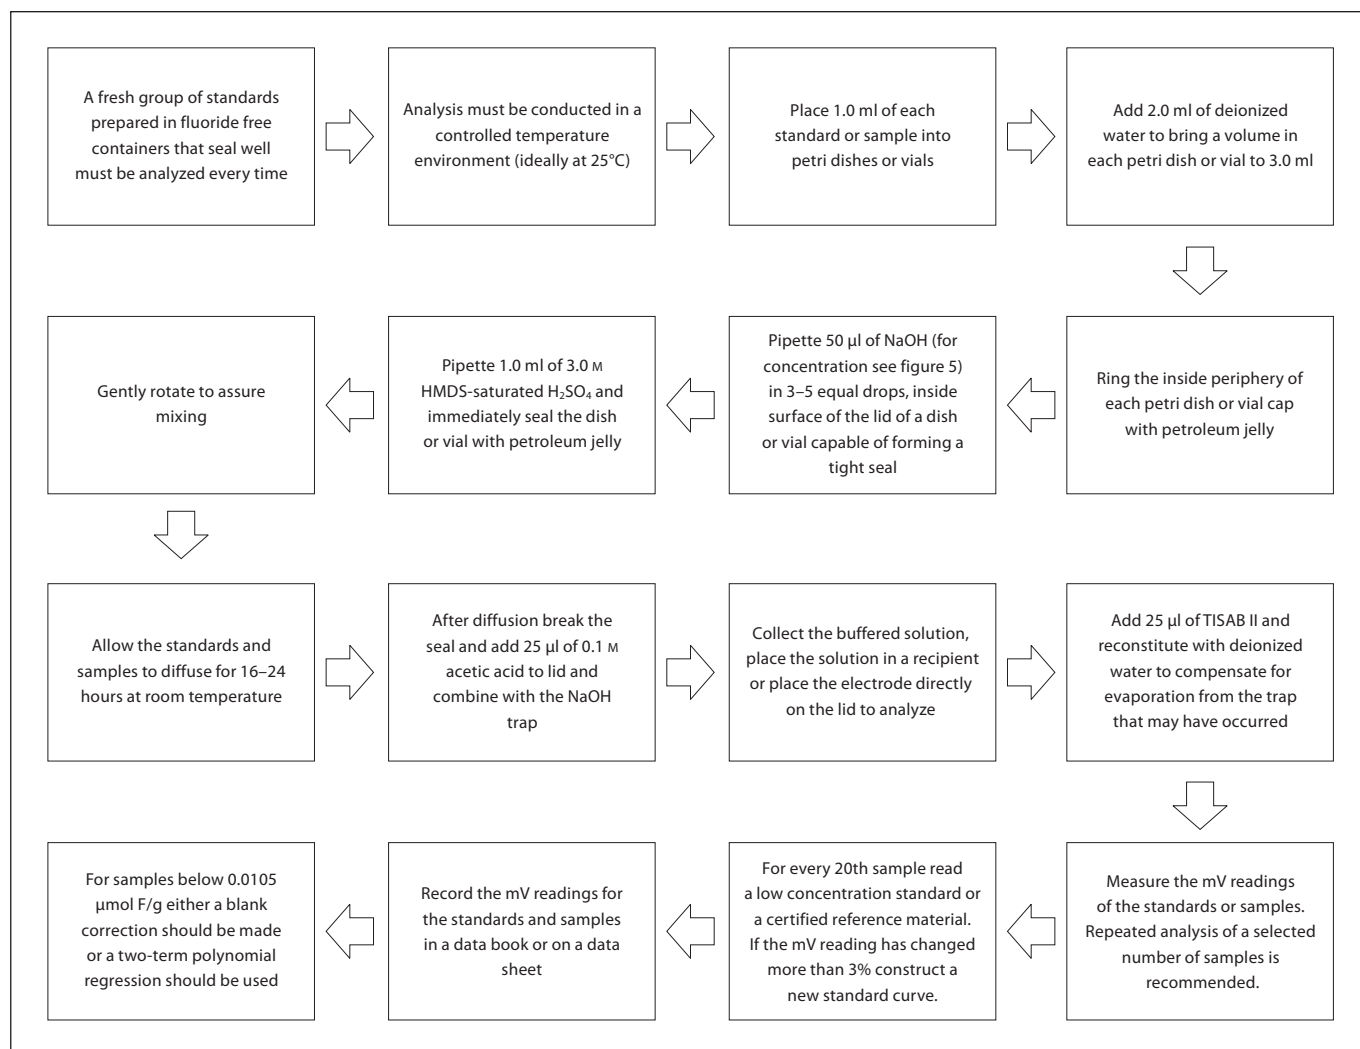 A fresh group of standards
prepared in fluoride free
containers that seal well
must be analyzed every time
Analysis must be conducted in a
controlled temperature
environment (ideally at 25°C)
Place 1.0 ml of each
standard or sample into
petri dishes or vials
Add 2.0 ml of deionized
water to bring a volume in
each petri dish or vial to 3.0 ml
Ring the inside periphery of
each petri dish or vial cap
with petroleum jelly
Pipette 50 µl of NaOH (for
concentration see figure 5)
in 3–5 equal drops, inside
surface of the lid of a dish
or vial capable of forming a
tight seal
Pipette 1.0 ml of 3.0 M
HMDS-saturated H₂SO₄ and
immediately seal the dish
or vial with petroleum jelly
Gently rotate to assure
mixing
Allow the standards and
samples to diffuse for 16–24
hours at room temperature
After diffusion break the
seal and add 25 µl of 0.1 M
acetic acid to lid and
combine with the NaOH
trap
Collect the buffered solution,
place the solution in a recipient
or place the electrode directly
on the lid to analyze
Add 25 µl of TISAB II and
reconstitute with deionized
water to compensate for
evaporation from the trap
that may have occurred
Measure the mV readings
of the standards or samples.
Repeated analysis of a selected
number of samples is
recommended.
For every 20th sample read
a low concentration standard or
a certified reference material.
If the mV reading has changed
more than 3% construct a
new standard curve.
Record the mV readings for
the standards and samples
in a data book or on a data
sheet
For samples below 0.0105
µmol F/g either a blank
correction should be made
or a two-term polynomial
regression should be used